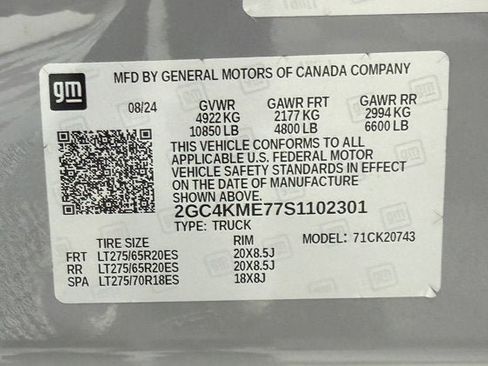 gm
MFD BY GENERAL MOTORS OF CANADA COMPANY
08/24 GVWR GAWR FRT GAWR RR
4922 KG 2177 KG 2994 KG
10850 LB 4800 LB 6600 LB
THIS VEHICLE CONFORMS TO ALL
APPLICABLE U.S. FEDERAL MOTOR
VEHICLE SAFETY STANDARDS IN EFFECT
ON THE DATE OF MANUFACTURE
SHOWN ABOVE.
2GC4KME77S1102301
TYPE: TRUCK
TIRE SIZE RIM MODEL: 71CK20743
FRT LT275/65R20ES 20X8.5J
RR LT275/65R20ES 20X8.5J
SPA LT275/70R18ES 18X8J